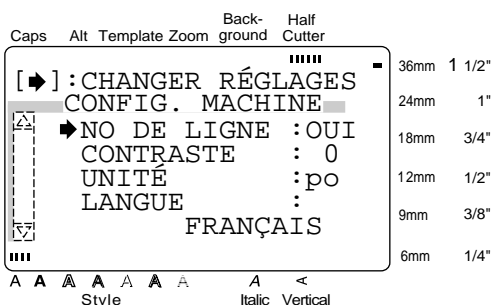 Back- Half
Caps Alt Template Zoom ground Cutter
[➧]:CHANGER RÉGLAGES
CONFIG. MACHINE
➧NO DE LIGNE :OUI
CONTRASTE : 0
UNITÉ :po
LANGUE :
FRANÇAIS
36mm 1 1/2"
24mm 1"
18mm 3/4"
12mm 1/2"
9mm 3/8"
6mm 1/4"
A A A A A A A A A
Style Italic Vertical